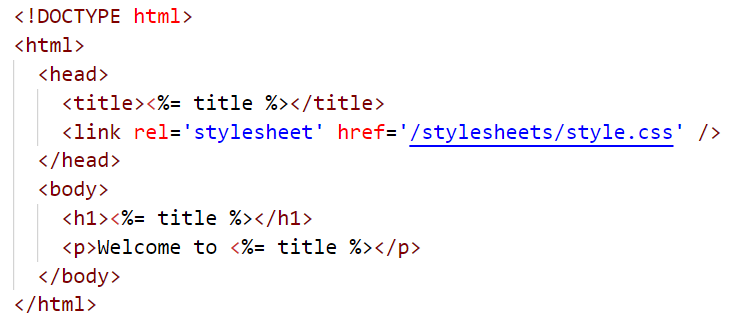 <!DOCTYPE html>
<html>
  <head>
    <title><%= title %></title>
    <link rel='stylesheet' href='/stylesheets/style.css' />
  </head>
  <body>
    <h1><%= title %></h1>
    <p>Welcome to <%= title %></p>
  </body>
</html>